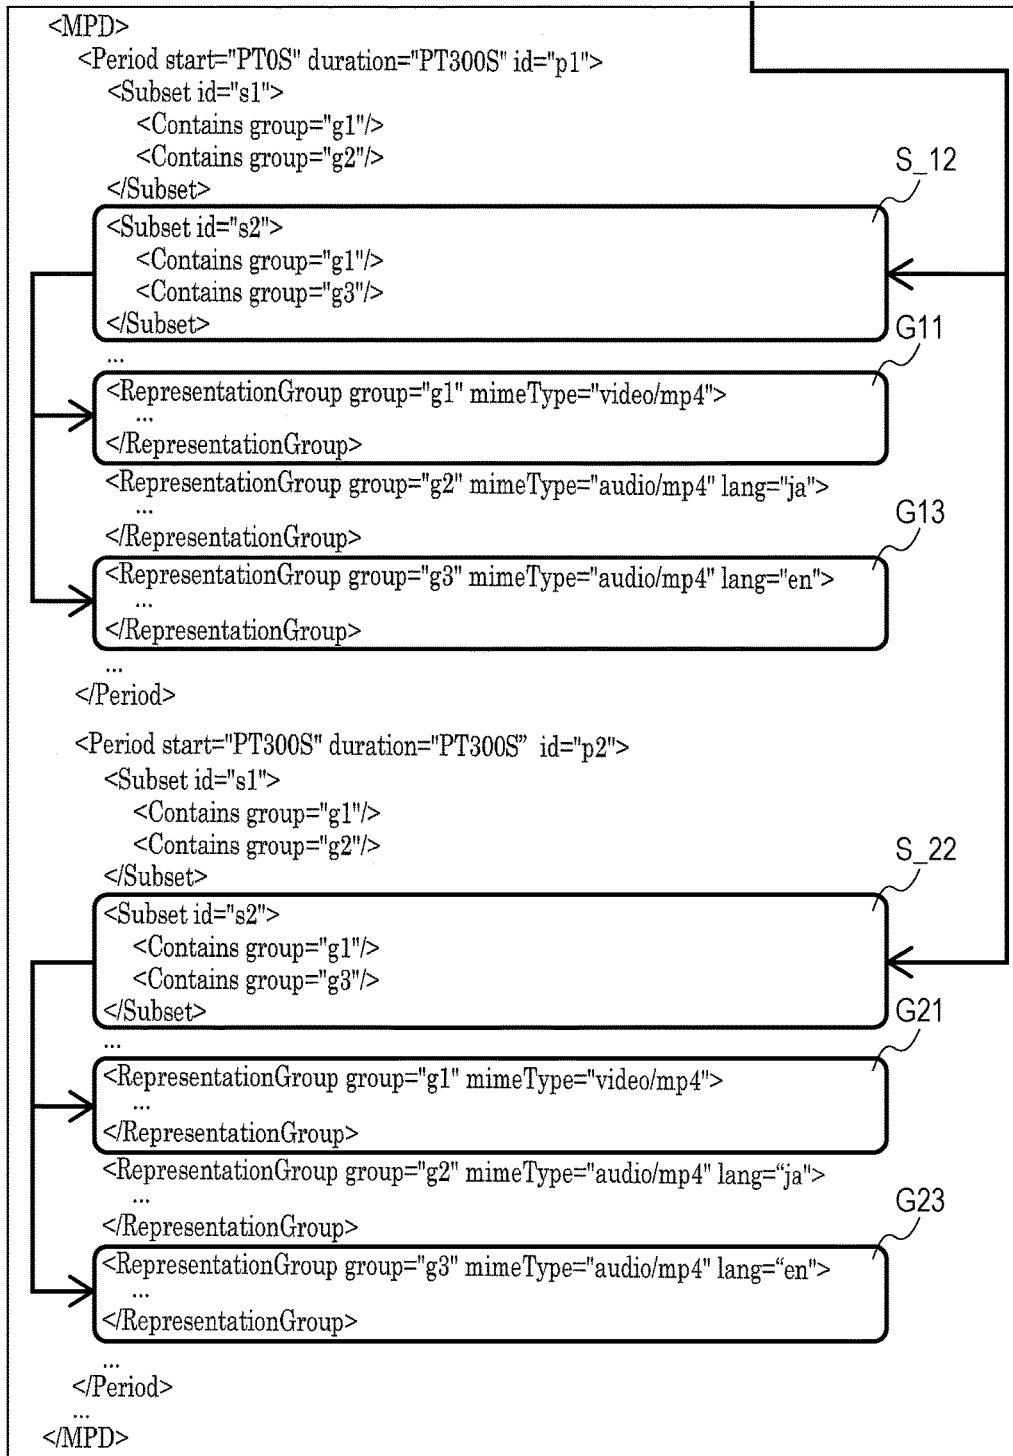 <MPD>
<Period start="PT0S" duration="PT300S" id="p1">
<Subset id="s1">
<Contains group="g1"/>
<Contains group="g2"/>
S_12
</Subset>
<Subset id="s2">
<Contains group="g1"/>
<Contains group="g3"/>
</Subset>
G11
...
<RepresentationGroup group="g1" mimeType="video/mp4">
...
</RepresentationGroup>
<RepresentationGroup group="g2" mimeType="audio/mp4" lang="ja">
...
G13
</RepresentationGroup>
<RepresentationGroup group="g3" mimeType="audio/mp4" lang="en">
...
</RepresentationGroup>
...
</Period>
<Period start="PT300S" duration="PT300S” id="p2">
<Subset id="s1">
<Contains group="g1"/>
<Contains group="g2"/>
S_22
</Subset>
<Subset id="s2">
<Contains group="g1"/>
<Contains group="g3"/>
</Subset>
G21
...
<RepresentationGroup group="g1" mimeType="video/mp4">
...
</RepresentationGroup>
<RepresentationGroup group="g2" mimeType="audio/mp4" lang=“ja">
...
G23
</RepresentationGroup>
<RepresentationGroup group="g3" mimeType="audio/mp4" lang=“en">
...
</RepresentationGroup>
...
</Period>
...
</MPD>